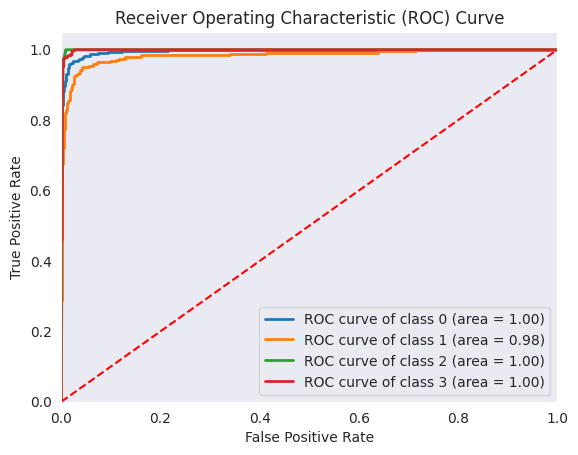 Receiver Operating Characteristic (ROC) Curve
1.0
0.8
0.6
0.4
0.2
0.0
True Positive Rate
ROC curve of class 0 (area = 1.00)
ROC curve of class 1 (area = 0.98)
ROC curve of class 2 (area = 1.00)
ROC curve of class 3 (area = 1.00)
0.0 0.2 0.4 0.6 0.8 1.0
False Positive Rate